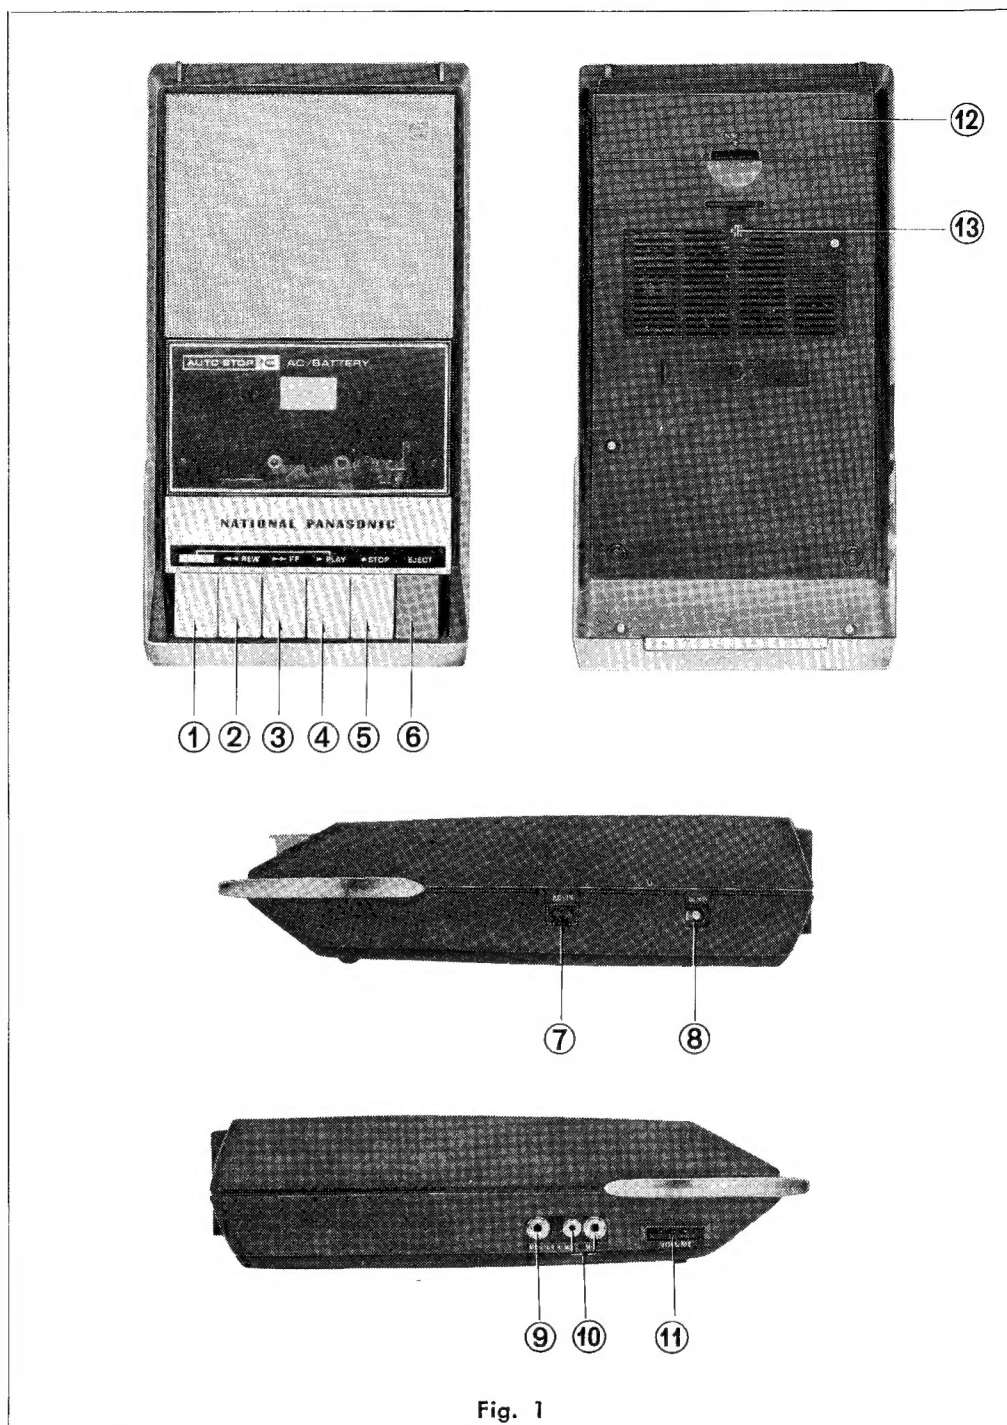 AUTO STOP AC/BATTERY
NATIONAL PANASONIC
◄◄ REW ►► FF ► PLAY ■ STOP EJECT
⑫
⑬
① ② ③ ④ ⑤ ⑥
⑦ ⑧
VOLUME
⑨ ⑩ ⑪
Fig. 1